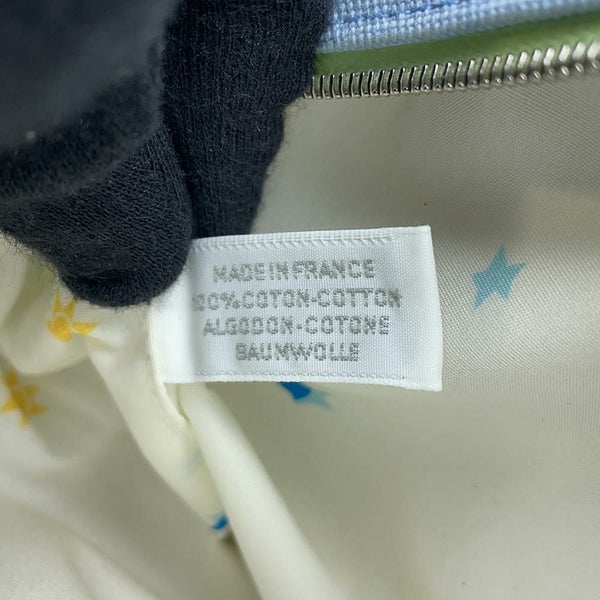 MADE IN FRANCE
100% COTON-COTTON
ALGODON-COTONE
BAUMWOLLE